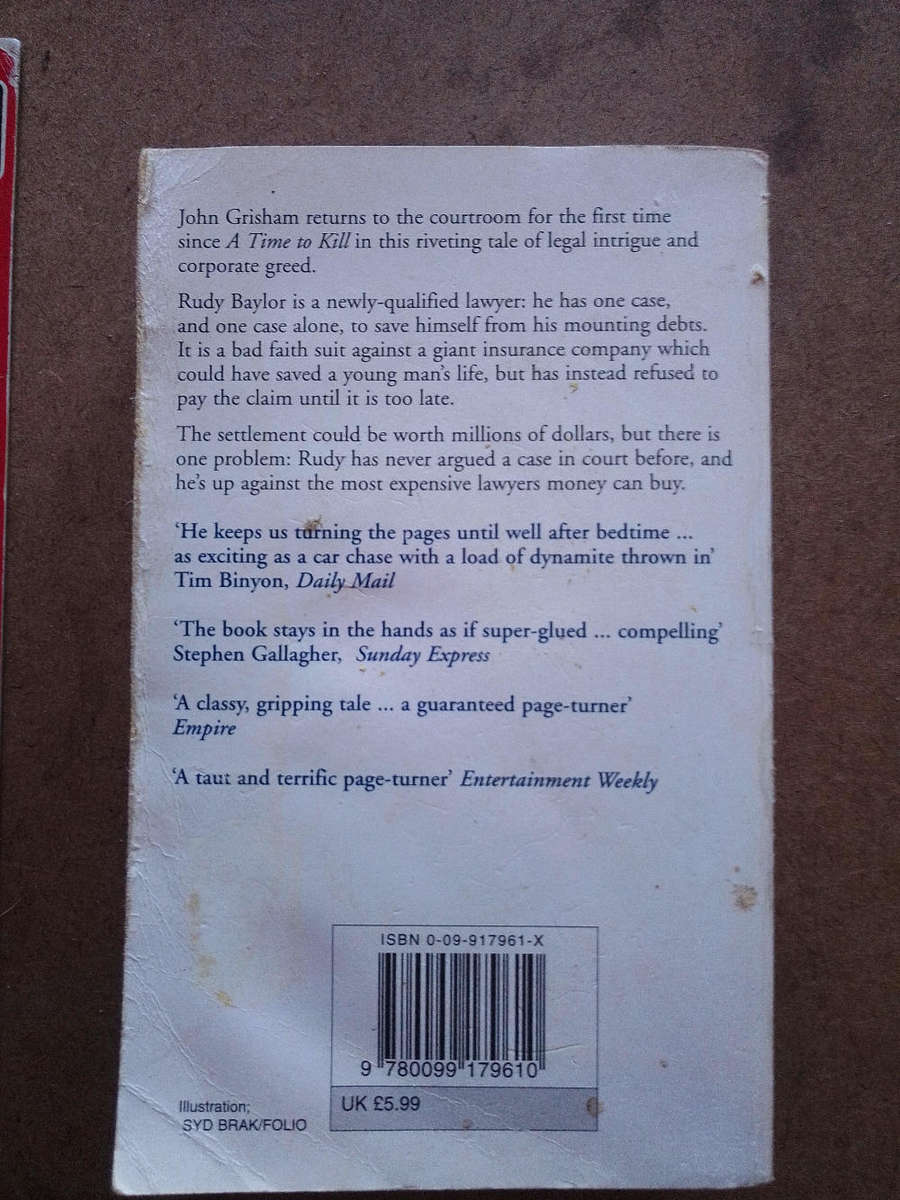 John Grisham returns to the courtroom for the first time
since A Time to Kill in this riveting tale of legal intrigue and
corporate greed.
Rudy Baylor is a newly-qualified lawyer: he has one case,
and one case alone, to save himself from his mounting debts.
It is a bad faith suit against a giant insurance company which
could have saved a young man's life, but has instead refused to
pay the claim until it is too late.
The settlement could be worth millions of dollars, but there is
one problem: Rudy has never argued a case in court before, and
he's up against the most expensive lawyers money can buy.
‘He keeps us turning the pages until well after bedtime ...
as exciting as a car chase with a load of dynamite thrown in’
Tim Binyon, Daily Mail
‘The book stays in the hands as if super-glued ... compelling’
Stephen Gallagher, Sunday Express
‘A classy, gripping tale ... a guaranteed page-turner’
Empire
‘A taut and terrific page-turner’ Entertainment Weekly
ISBN 0-09-917961-X
9 780099 179610
UK £5.99
Illustration;
SYD BRAK/FOLIO